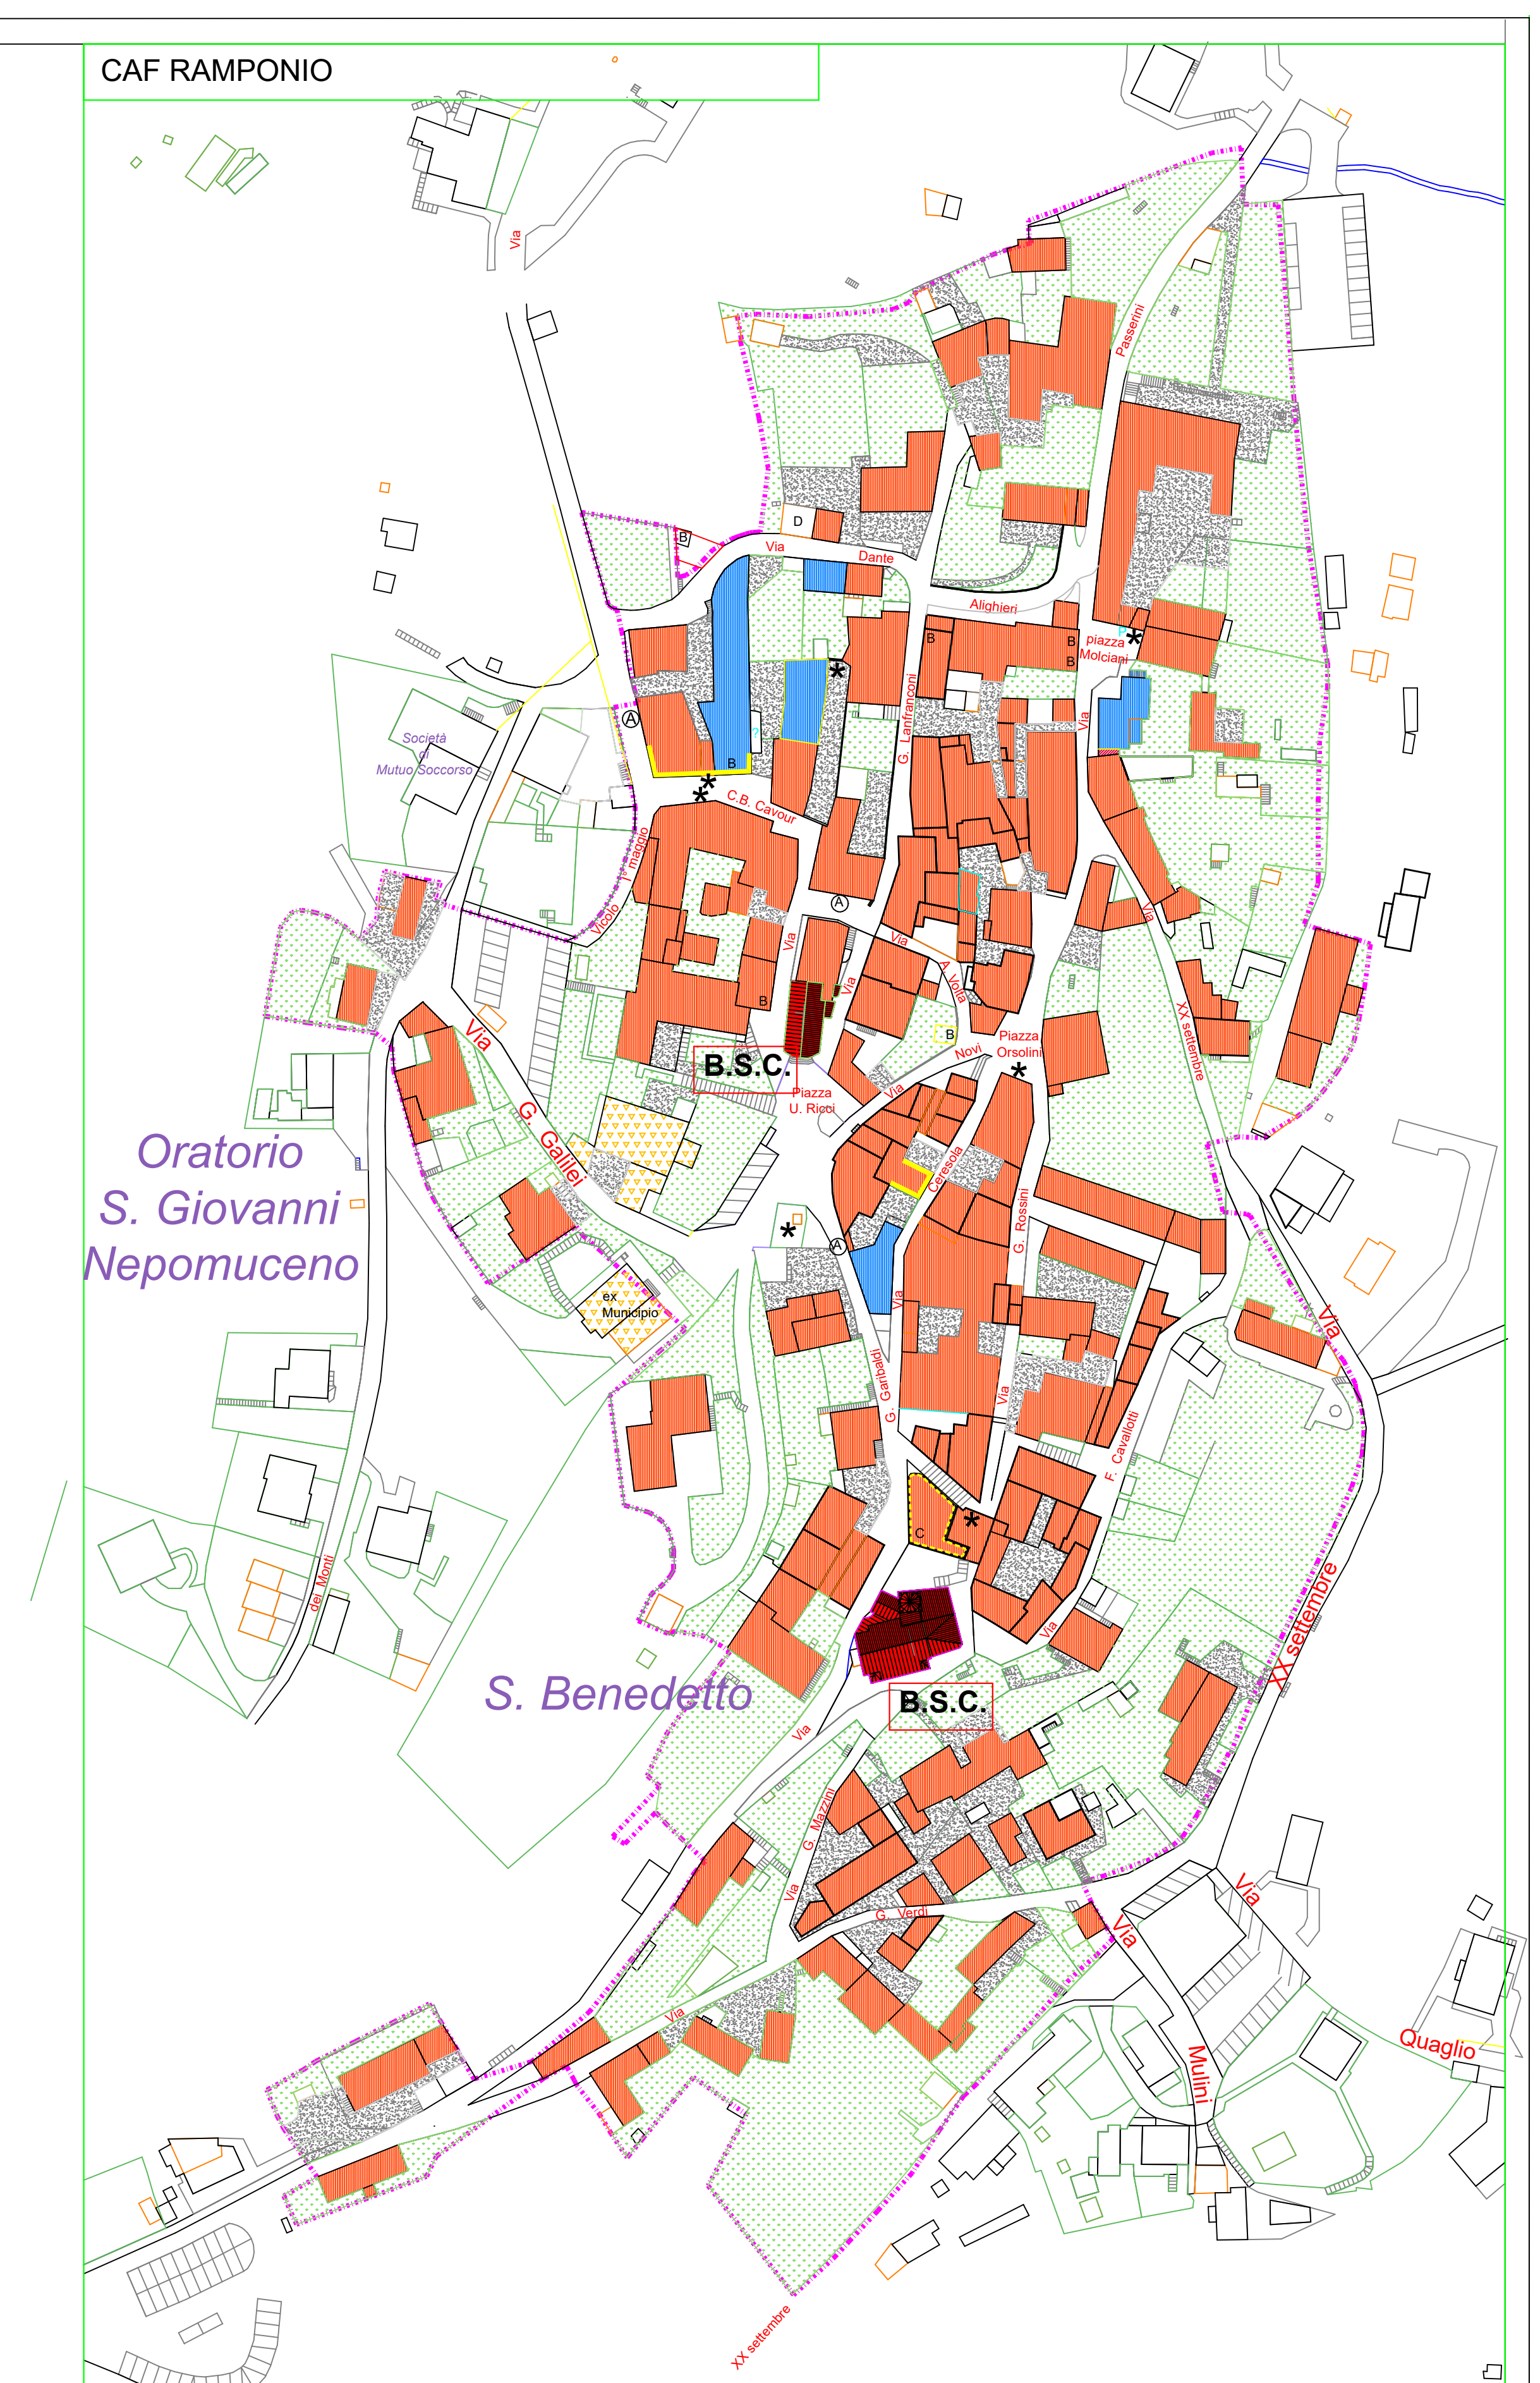 CAF RAMPONIO
o
Via
Passerini
D
B
Via
Dante
Alighieri
B
B
B
piazza
Molciani
*
*
A
G. Lanfranconi
Via
Società
di
Mutuo Soccorso
?
B
*
*
C.B. Cavour
Vicolo 1° maggio
A
Via
Via
Via
A. Volta
Via
XX settembre
B
B
Piazza
Orsolini
*
Novi
Via
Via
G. Galilei
B.S.C.
Piazza
U. Ricci
Oratorio
S. Giovanni
Nepomuceno
Ceresola
G. Rossini
*
A
Via
ex
Municipio
Via
G. Garibaldi
Via
F. Cavallotti
C
*
dei Monti
Via
XX settembre
S. Benedetto
B.S.C.
Via
G. Mazzini
Via
G. Verdi
Via
Via
Via
Mulini
Quaglio
XX settembre